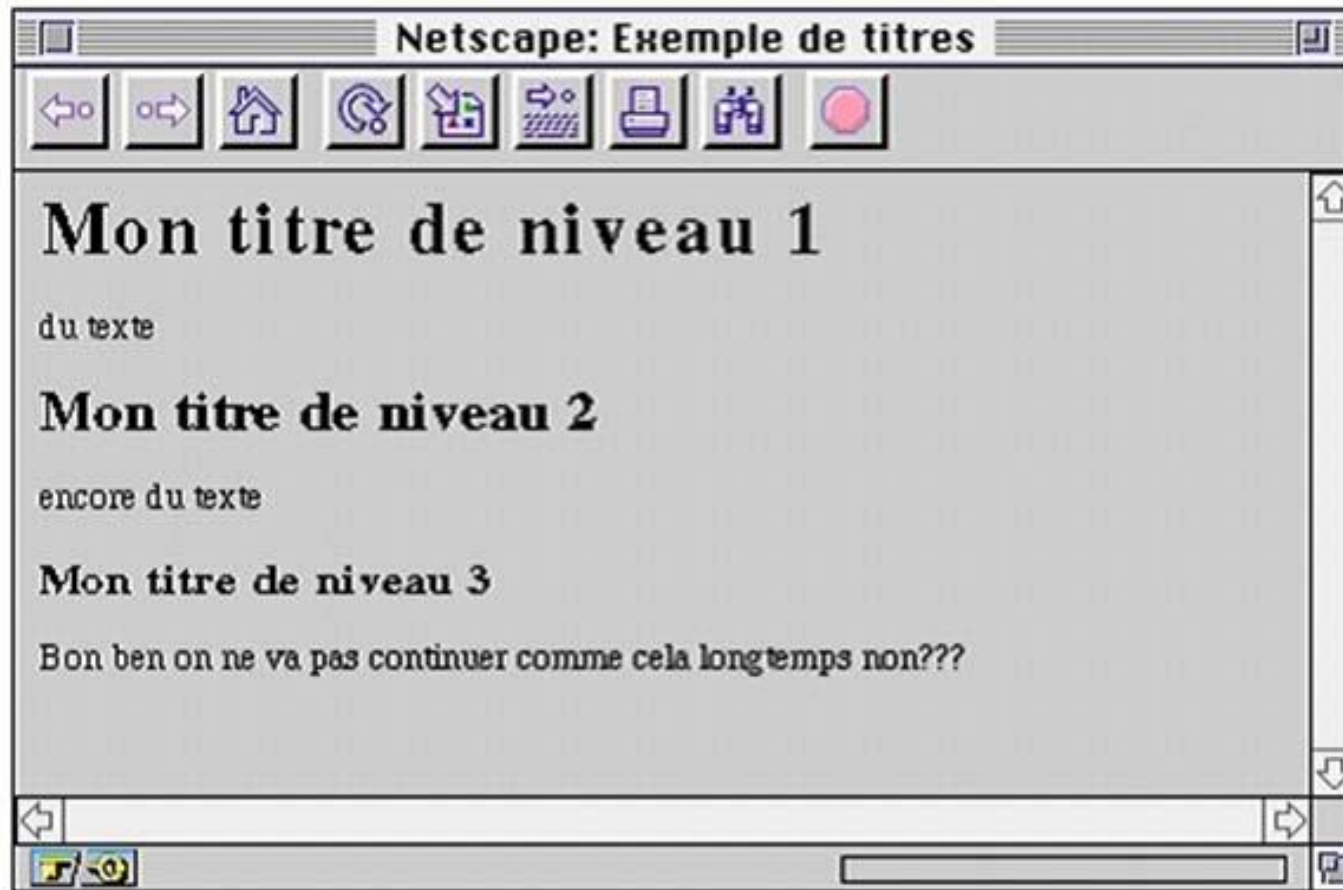 Netscape: Exemple de titres
Mon titre de niveau 1
du texte
Mon titre de niveau 2
encore du texte
Mon titre de niveau 3
Bon ben on ne va pas continuer comme cela longtemps non???